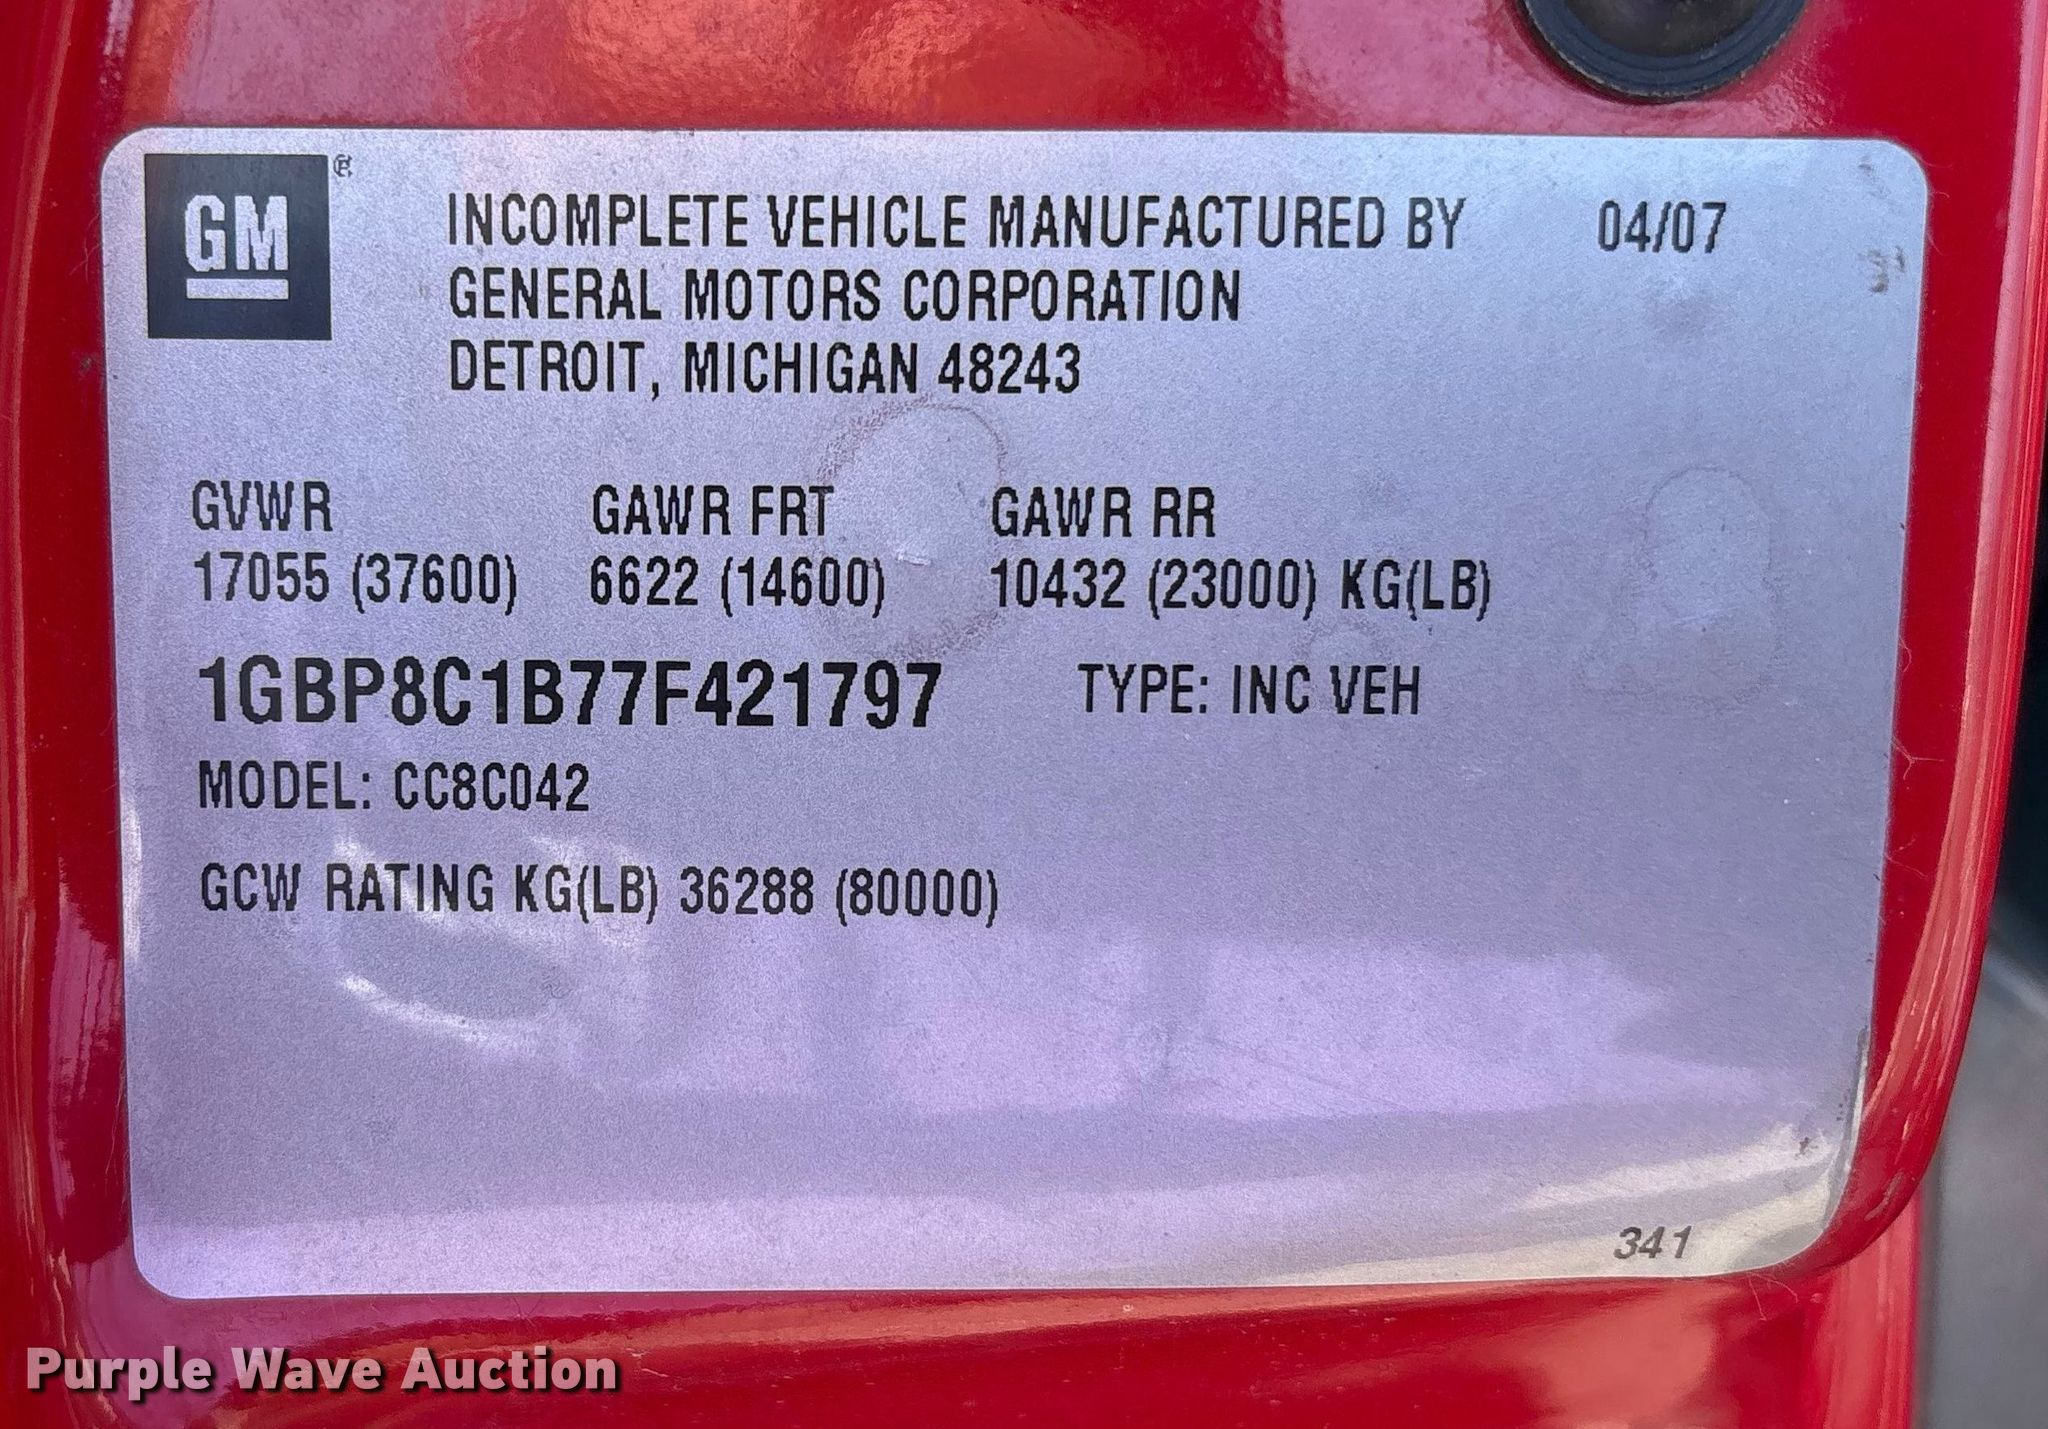 GM
INCOMPLETE VEHICLE MANUFACTURED BY 04/07
GENERAL MOTORS CORPORATION
DETROIT, MICHIGAN 48243
GVWR GAWR FRT GAWR RR
17055 (37600) 6622 (14600) 10432 (23000) KG(LB)
1GBP8C1B77F421797 TYPE: INC VEH
MODEL: CC8C042
GCW RATING KG(LB) 36288 (80000)
341
Purple Wave Auction